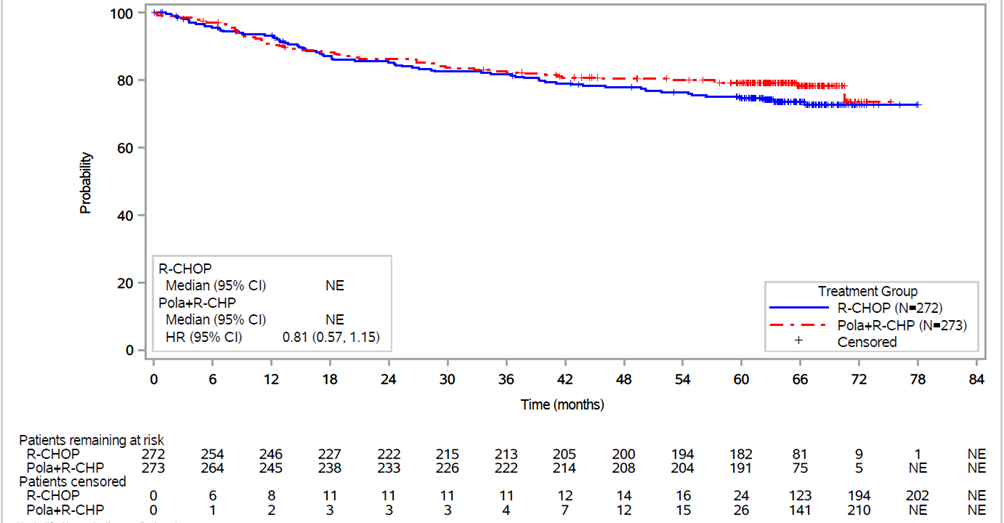 100
80
60
40
20
0
Probability
R-CHOP
Median (95% CI) NE
Pola+R-CHP
Median (95% CI) NE
HR (95% CI) 0.81 (0.57, 1.15)
Treatment Group
R-CHOP (N=272)
Pola+R-CHP (N=273)
+ Censored
0 6 12 18 24 30 36 42 48 54 60 66 72 78 84
Time (months)
Patients remaining at risk
R-CHOP 272 254 246 227 222 215 213 205 200 194 182 81 9 1 NE
Pola+R-CHP 273 264 245 238 233 226 222 214 208 204 191 75 5 NE NE
Patients censored
R-CHOP 0 6 8 11 11 11 11 12 14 16 24 123 194 202 NE
Pola+R-CHP 0 1 2 3 3 3 4 7 12 15 26 141 210 NE NE